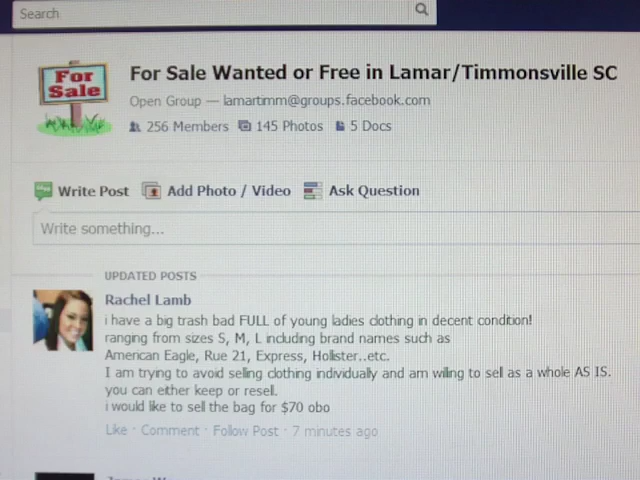 Search
For Sale
For Sale Wanted or Free in Lamar/Timmonsville SC
Open Group — lamartimm@groups.facebook.com
256 Members 145 Photos 5 Docs
Write Post Add Photo / Video Ask Question
Write something...
UPDATED POSTS
Rachel Lamb
i have a big trash bad FULL of young ladies clothing in decent condition!
ranging from sizes S, M, L including brand names such as
American Eagle, Rue 21, Express, Hollister..etc.
I am trying to avoid selling clothing individually and am willing to sell as a whole AS IS.
you can either keep or resell.
i would like to sell the bag for $70 obo
Like · Comment · Follow Post · 7 minutes ago